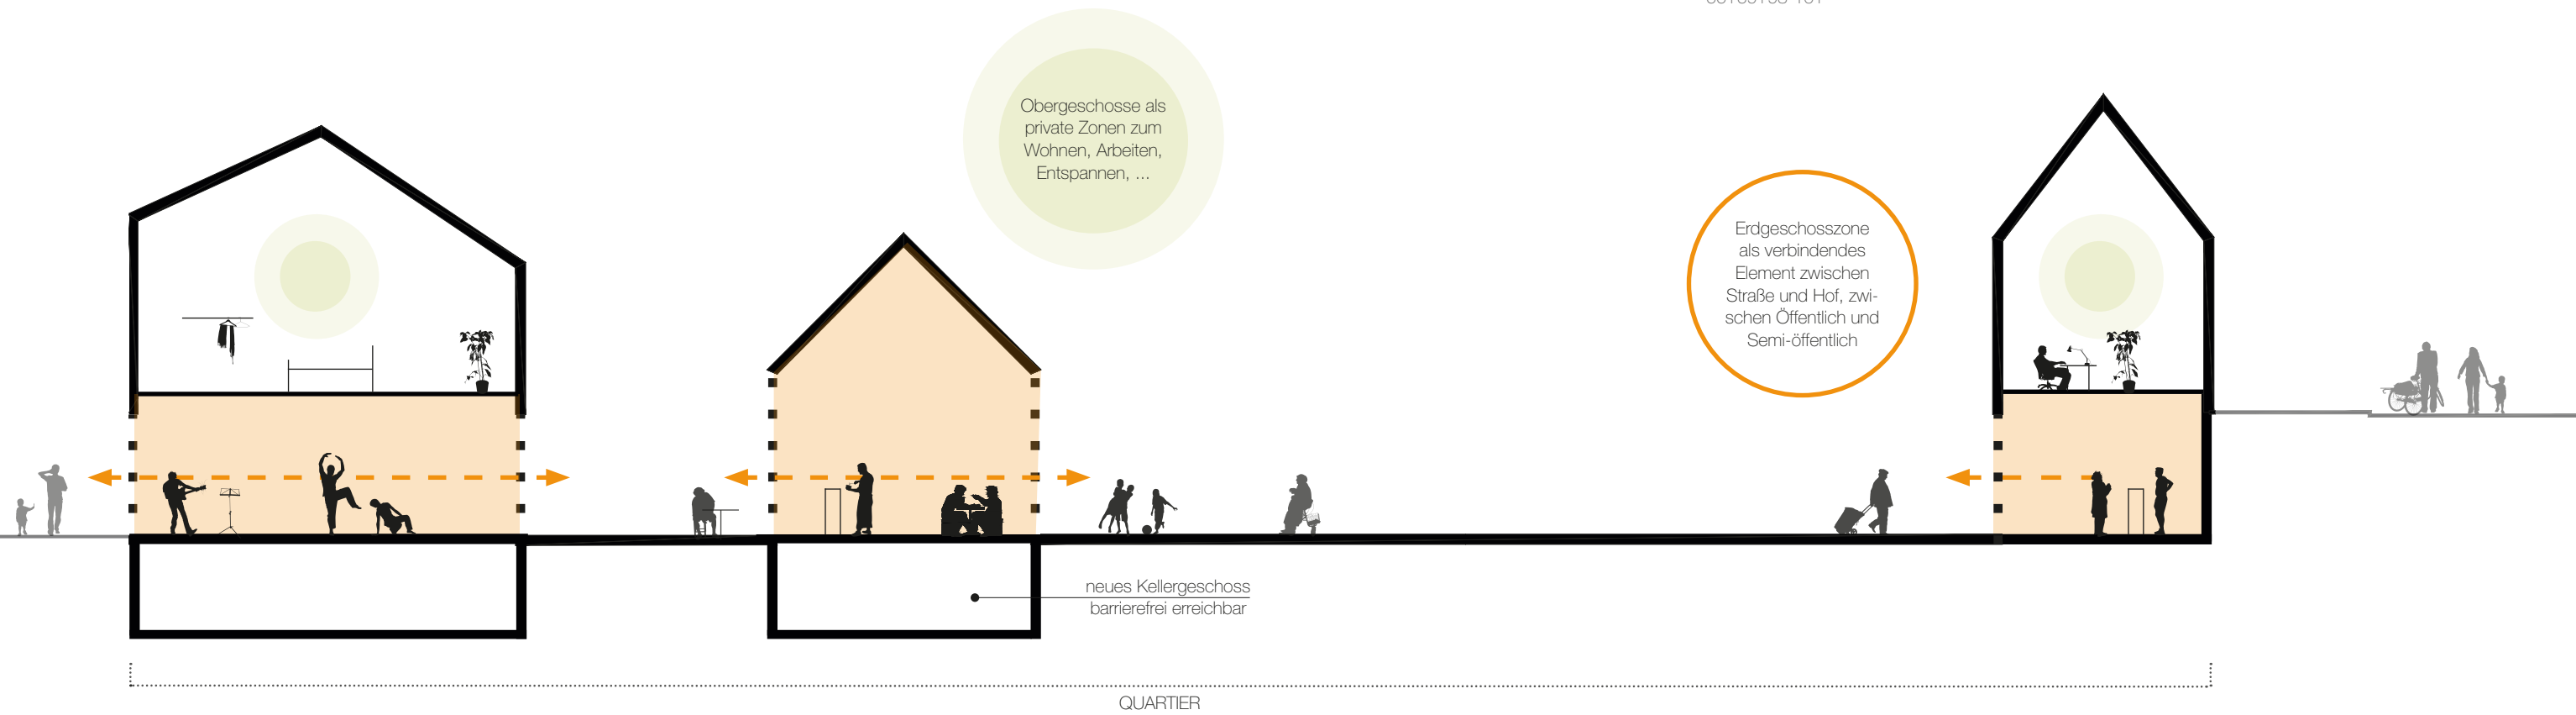 Obergeschosse als
private Zonen zum
Wohnen, Arbeiten,
Entspannen, ...
Erdgeschosszone
als verbindendes
Element zwischen
Straße und Hof, zwi-
schen Öffentlich und
Semi-öffentlich
neues Kellergeschoss
barrierefrei erreichbar
QUARTIER